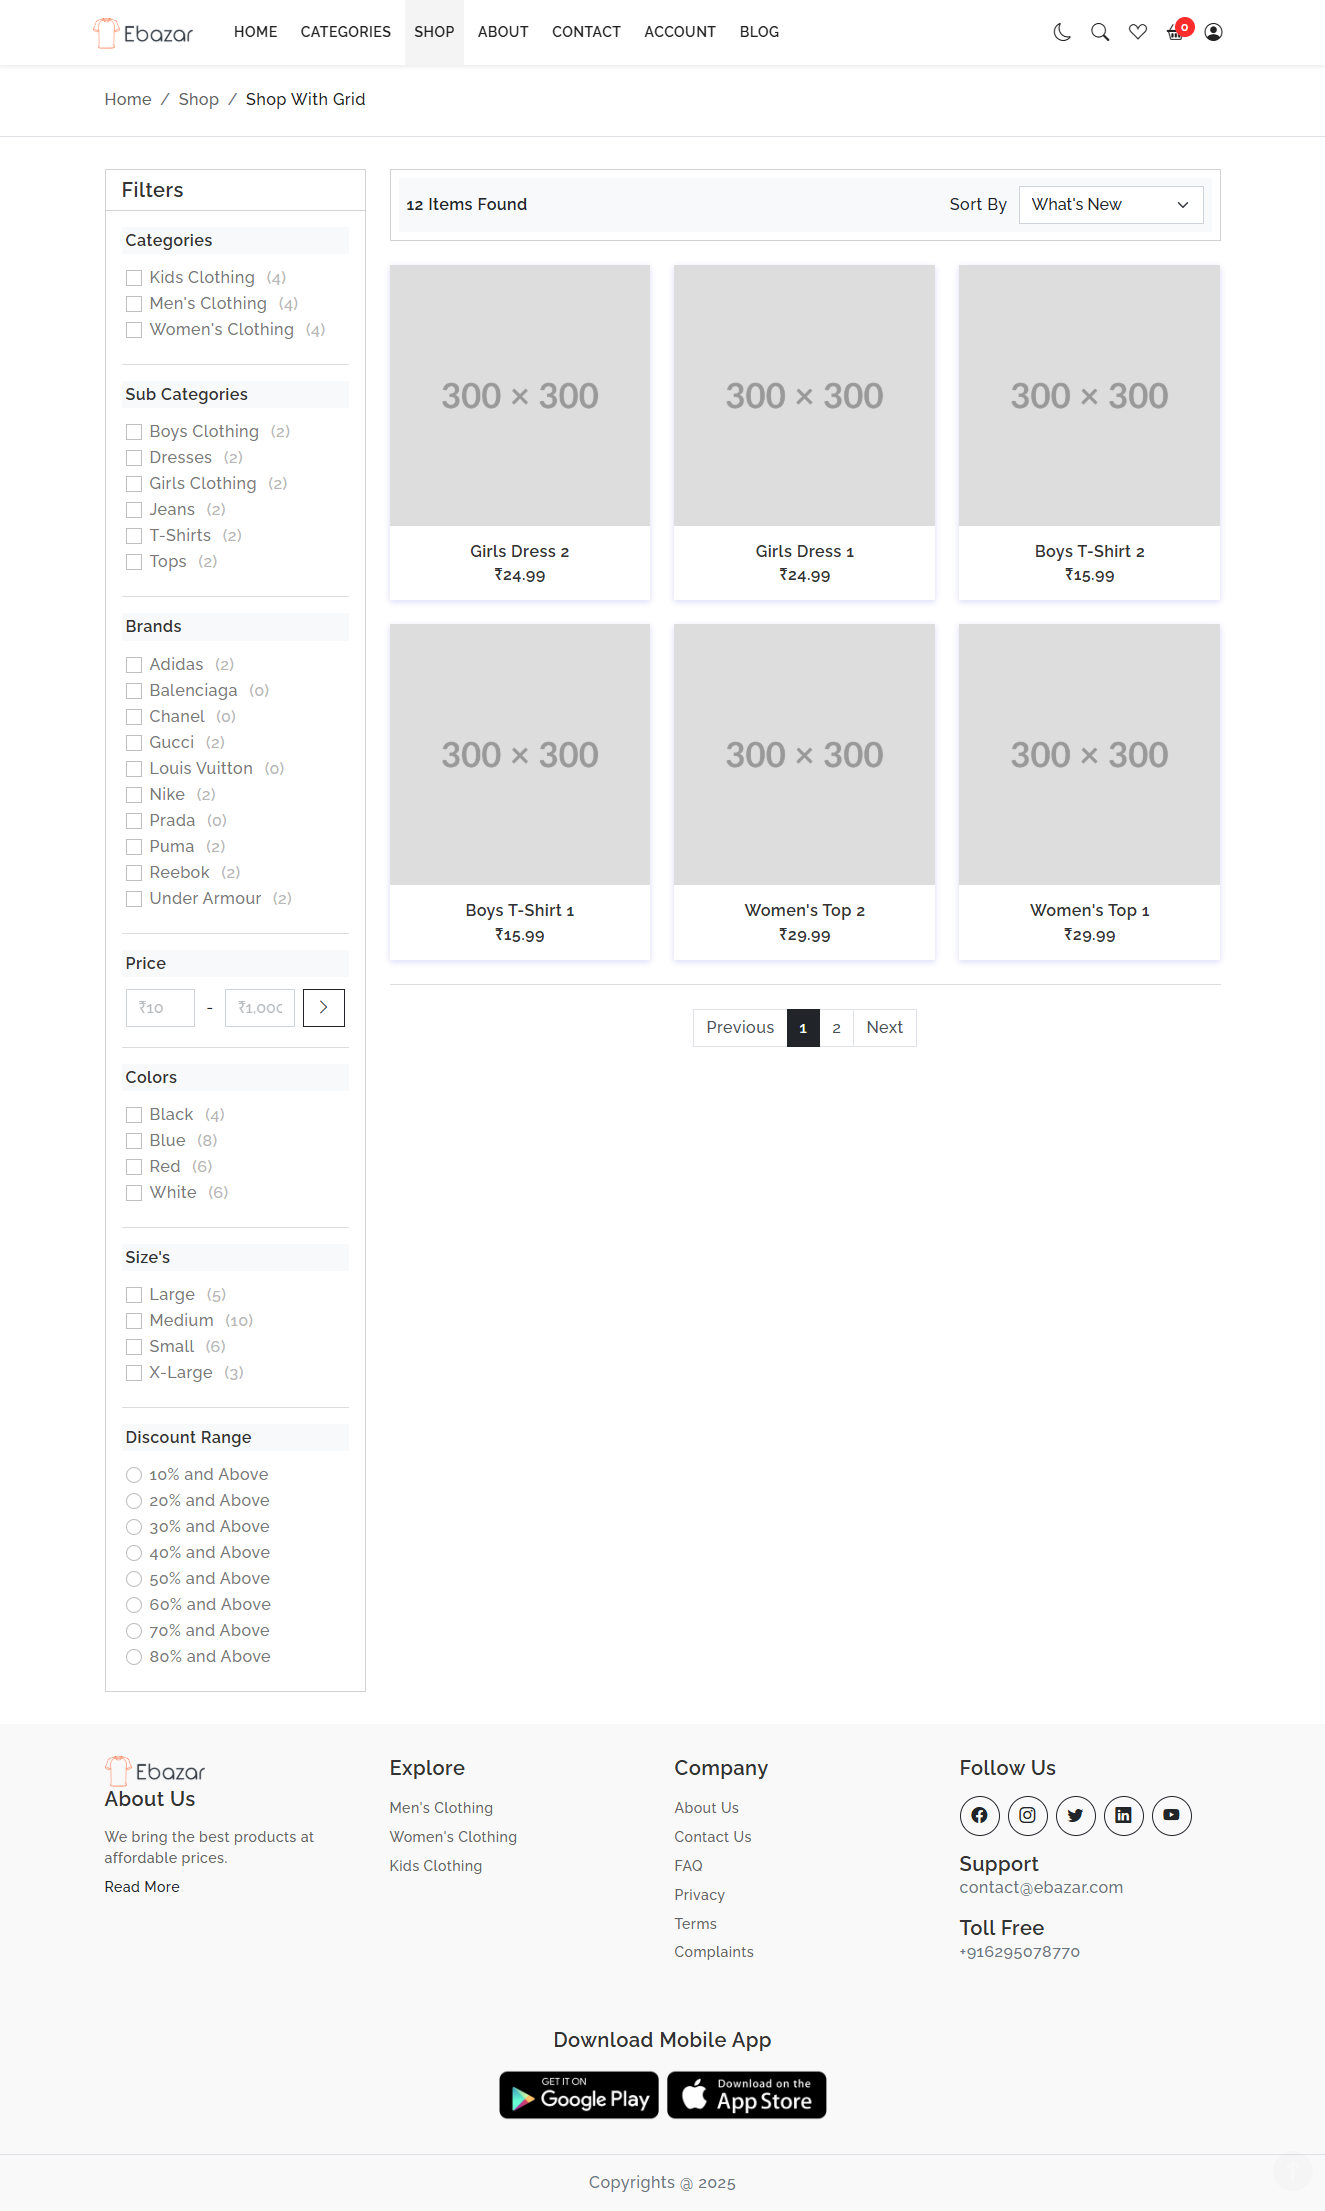 Ebazar HOME CATEGORIES SHOP ABOUT CONTACT ACCOUNT BLOG 0
Home / Shop / Shop With Grid
Filters
Categories
Kids Clothing (4)
Men's Clothing (4)
Women's Clothing (4)
Sub Categories
Boys Clothing (2)
Dresses (2)
Girls Clothing (2)
Jeans (2)
T-Shirts (2)
Tops (2)
Brands
Adidas (2)
Balenciaga (0)
Chanel (0)
Gucci (2)
Louis Vuitton (0)
Nike (2)
Prada (0)
Puma (2)
Reebok (2)
Under Armour (2)
Price
₹10 - ₹1,000
Colors
Black (4)
Blue (8)
Red (6)
White (6)
Size's
Large (5)
Medium (10)
Small (6)
X-Large (3)
Discount Range
10% and Above
20% and Above
30% and Above
40% and Above
50% and Above
60% and Above
70% and Above
80% and Above
12 Items Found Sort By What's New
300 × 300 300 × 300 300 × 300
Girls Dress 2 Girls Dress 1 Boys T-Shirt 2
₹24.99 ₹24.99 ₹15.99
300 × 300 300 × 300 300 × 300
Boys T-Shirt 1 Women's Top 2 Women's Top 1
₹15.99 ₹29.99 ₹29.99
Previous 1 2 Next
Ebazar
About Us
We bring the best products at
affordable prices.
Read More
Explore
Men's Clothing
Women's Clothing
Kids Clothing
Company
About Us
Contact Us
FAQ
Privacy
Terms
Complaints
Follow Us
Support
contact@ebazar.com
Toll Free
+916295078770
Download Mobile App
GET IT ON
Google Play
Download on the
App Store
Copyrights @ 2025